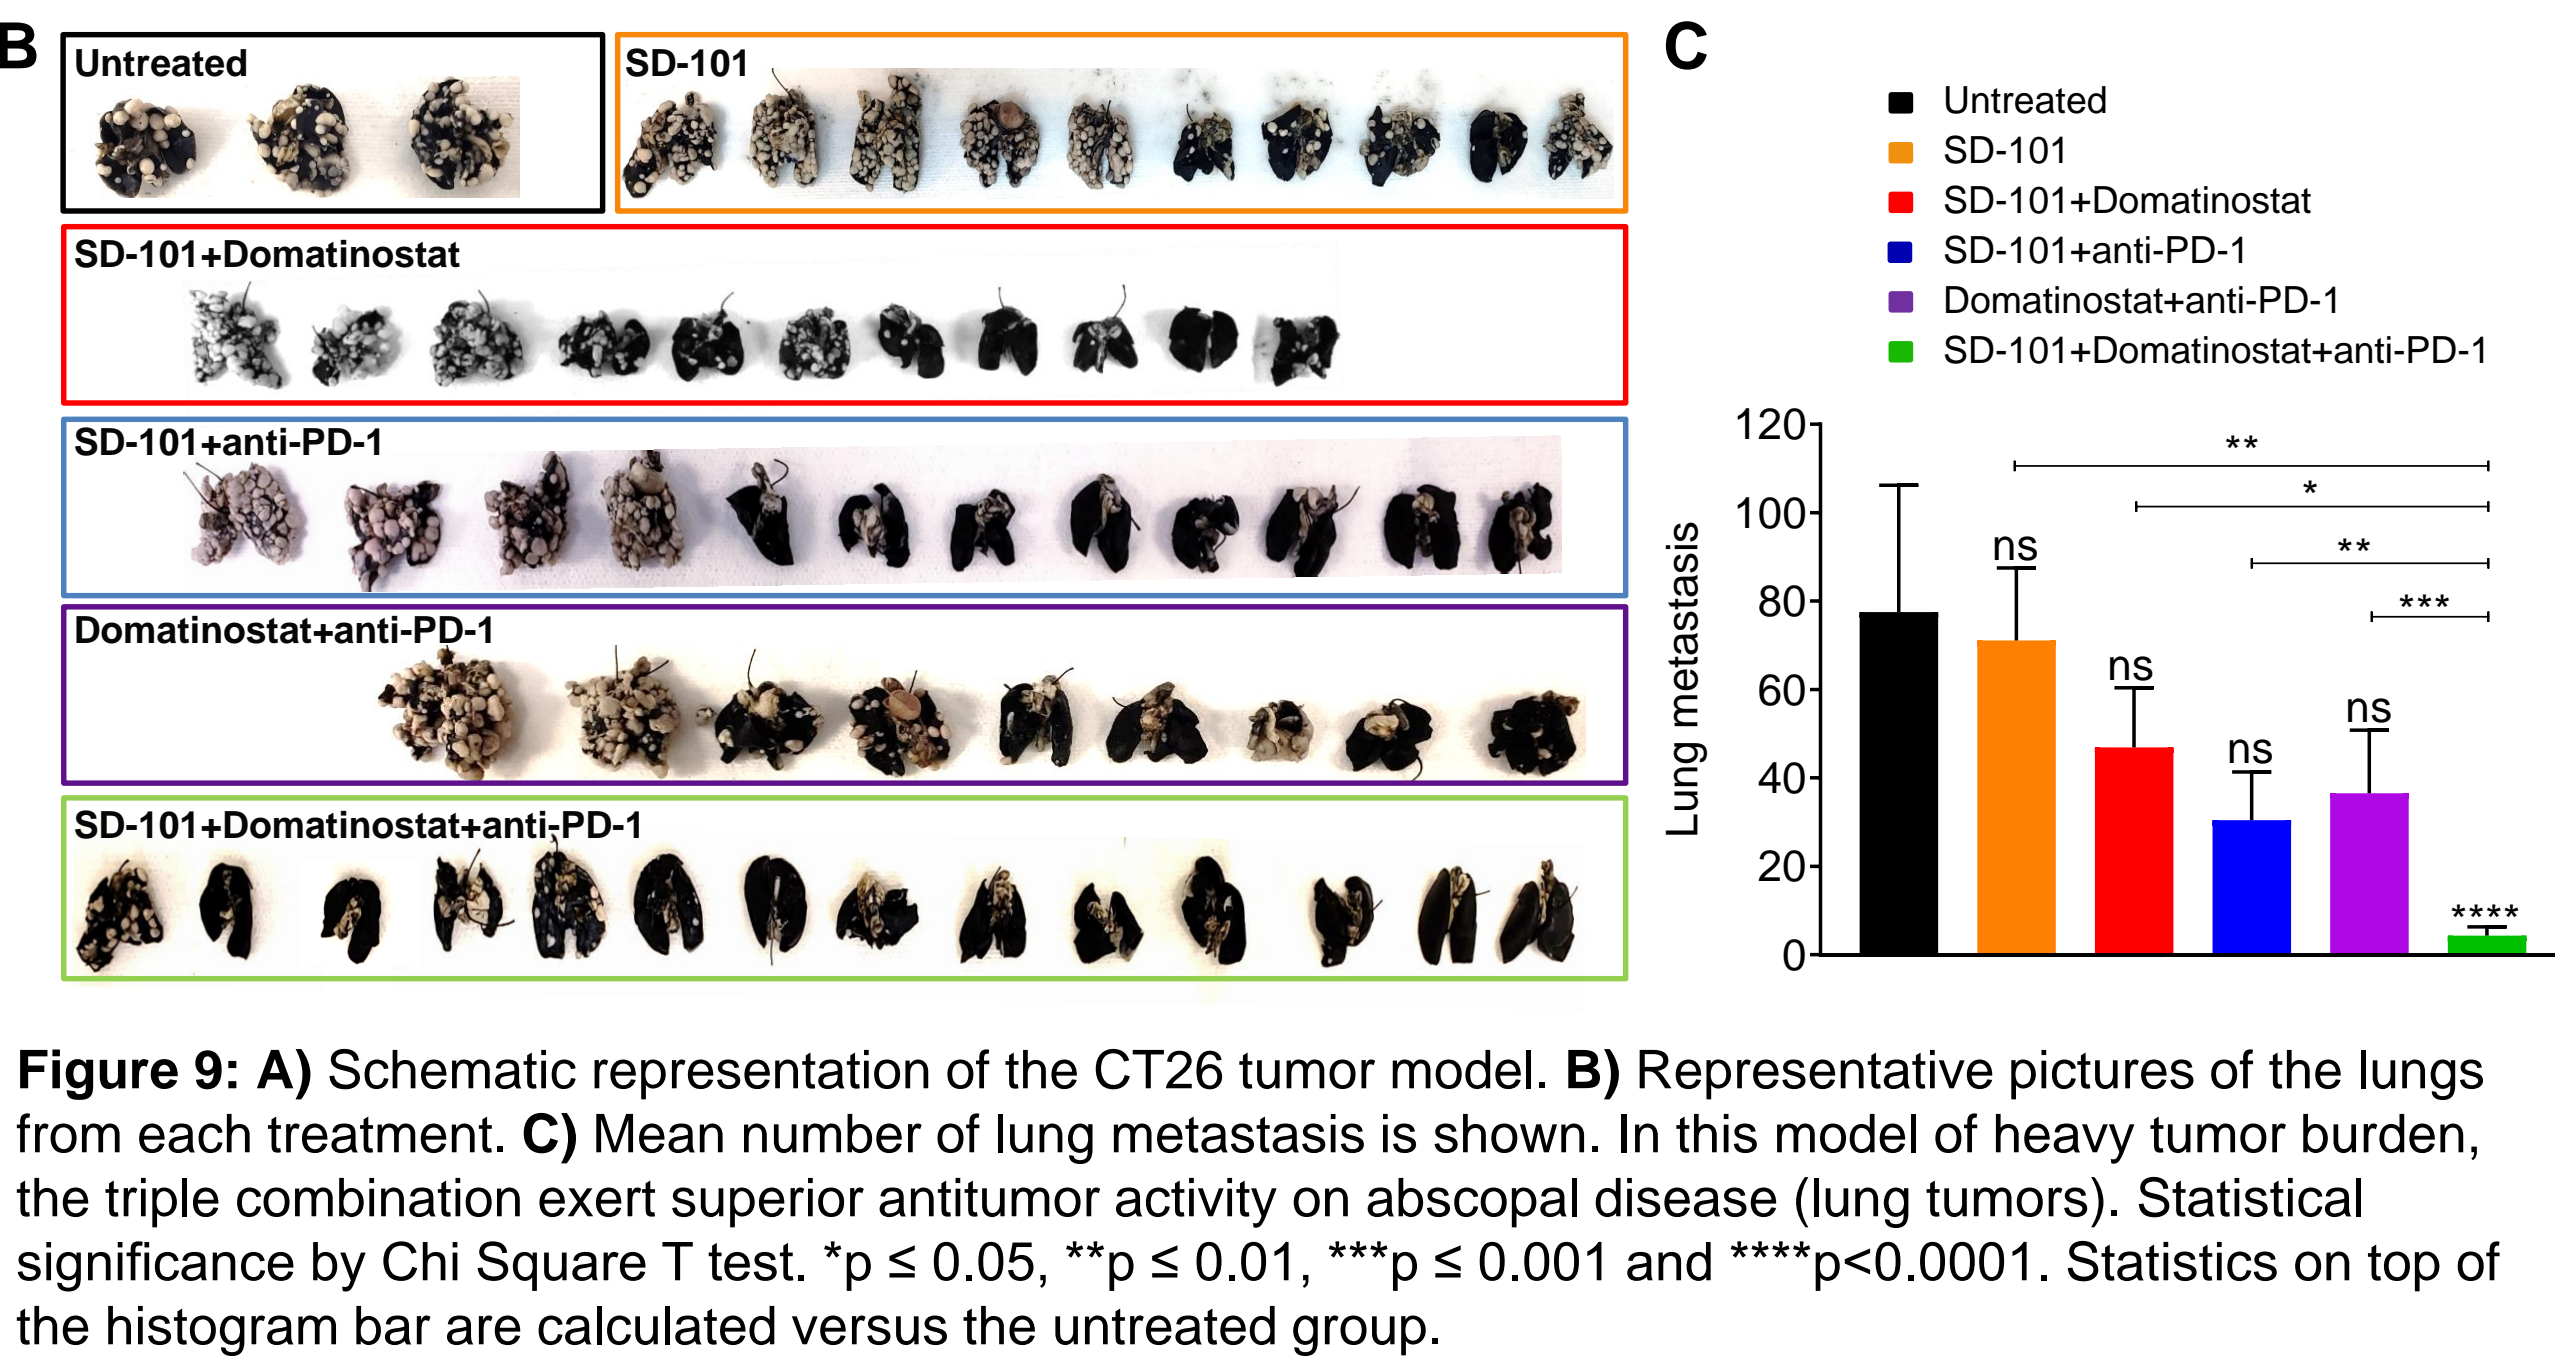 B
Untreated
SD-101
SD-101+Domatinostat
SD-101+anti-PD-1
Domatinostat+anti-PD-1
SD-101+Domatinostat+anti-PD-1
C
Untreated
SD-101
SD-101+Domatinostat
SD-101+anti-PD-1
Domatinostat+anti-PD-1
SD-101+Domatinostat+anti-PD-1
Lung metastasis
120
100
80
60
40
20
0
**
*
**
***
ns
ns
ns
ns
****
Figure 9: A) Schematic representation of the CT26 tumor model. B) Representative pictures of the lungs
from each treatment. C) Mean number of lung metastasis is shown. In this model of heavy tumor burden,
the triple combination exert superior antitumor activity on abscopal disease (lung tumors). Statistical
significance by Chi Square T test. *p ≤ 0.05, **p ≤ 0.01, ***p ≤ 0.001 and ****p<0.0001. Statistics on top of
the histogram bar are calculated versus the untreated group.